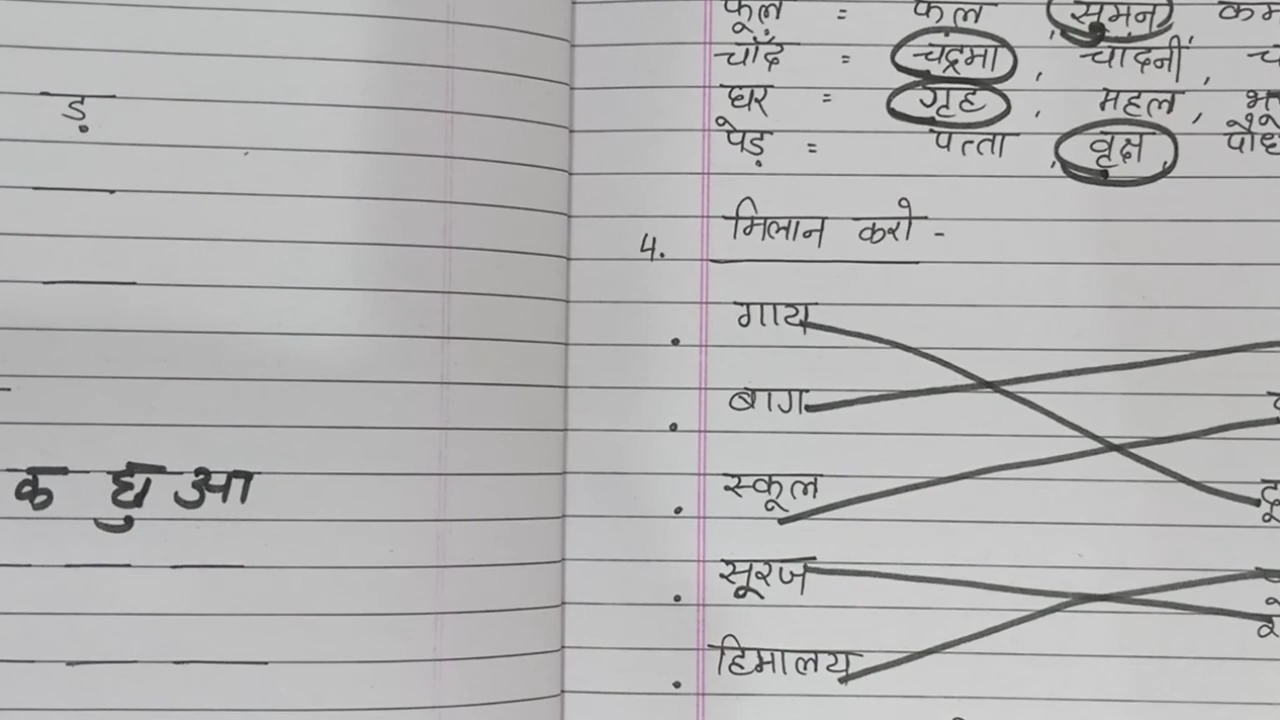 ड़
क धु आ
फूल = फल , सुमन,
चाँद = चंद्रमा , चाँदनी ,
घर = गृह , महल ,
पेड़ = पत्ता , वृक्ष ,
4. मिलान करो -
गाय
बाग
स्कूल
सूरज
हिमालय